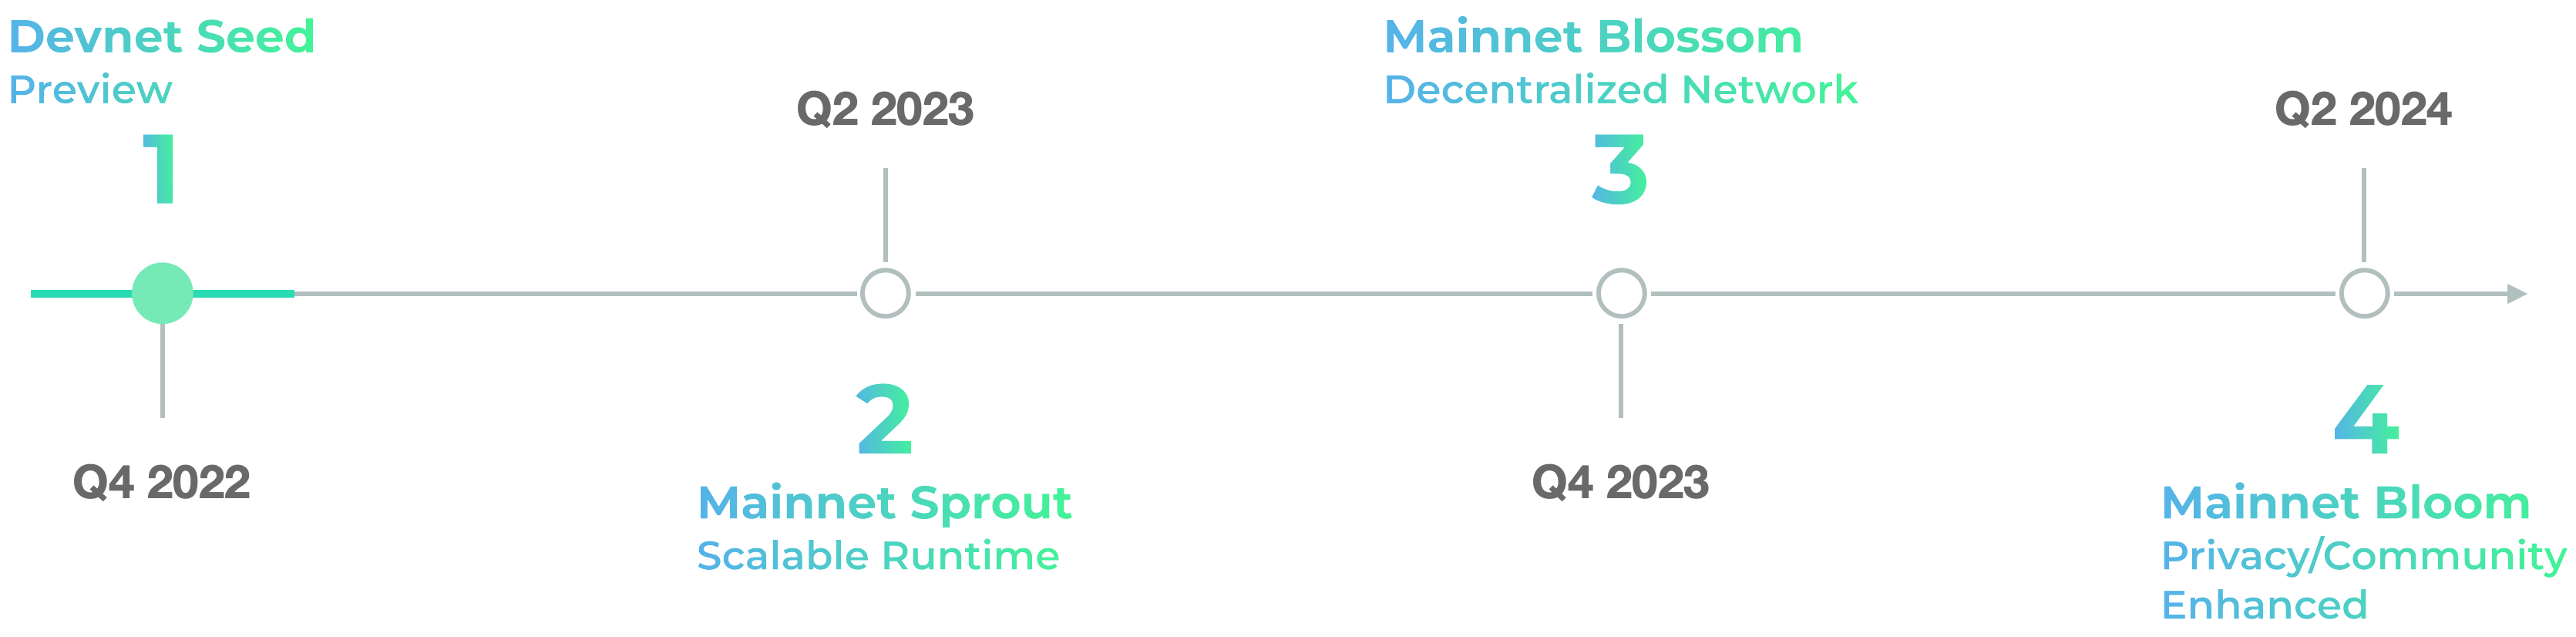 Devnet Seed
Preview
1
Q4 2022
Q2 2023
2
Mainnet Sprout
Scalable Runtime
Mainnet Blossom
Decentralized Network
3
Q4 2023
Q2 2024
4
Mainnet Bloom
Privacy/Community
Enhanced